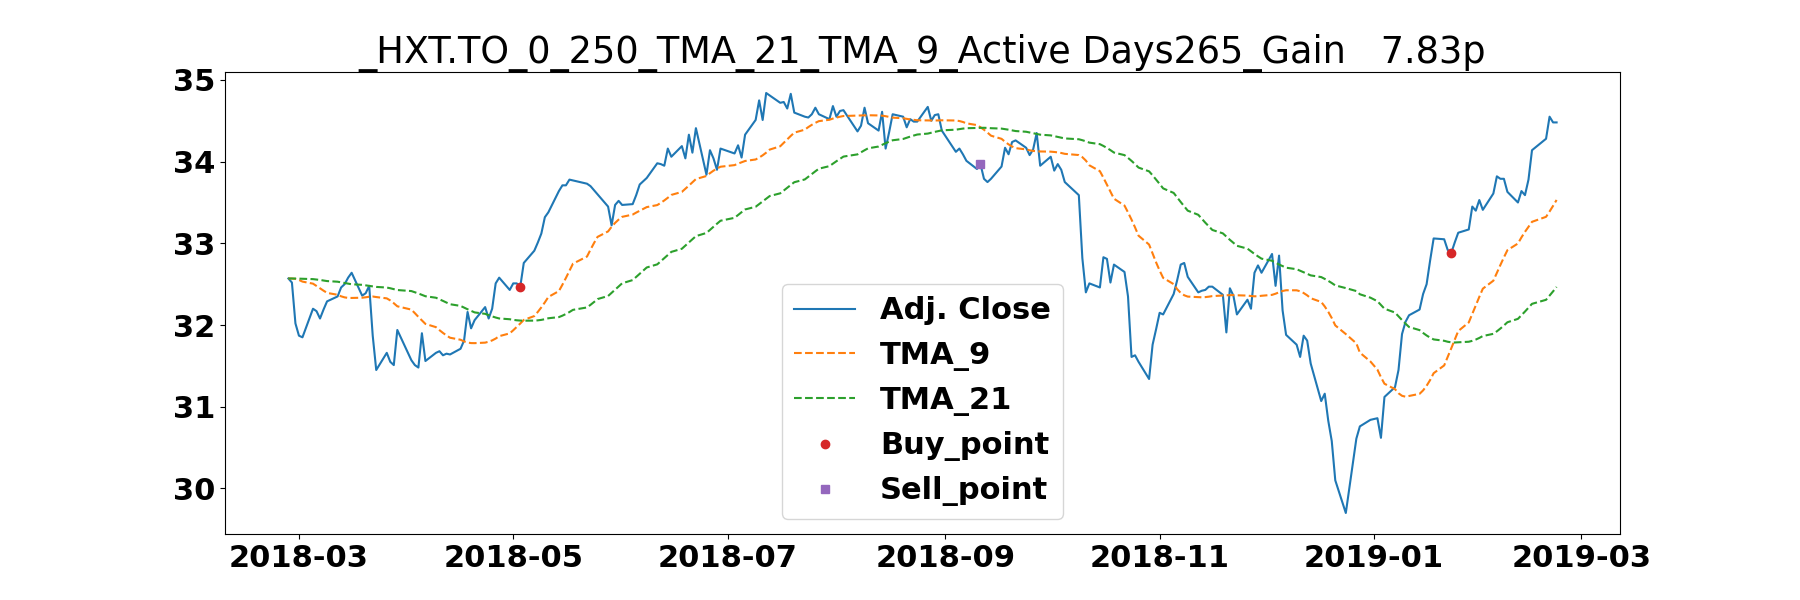 _HXT.TO_0_250_TMA_21_TMA_9_Active Days265_Gain   7.83p
35
34
33
32
31
30
Adj. Close
TMA_9
TMA_21
Buy_point
Sell_point
2018-03 2018-05 2018-07 2018-09 2018-11 2019-01 2019-03